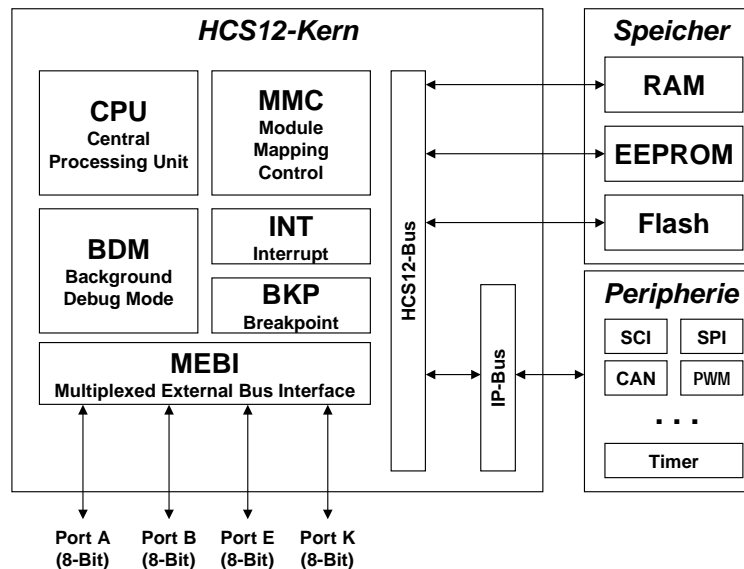 HCS12-Kern
CPU
Central
Processing Unit
MMC
Module
Mapping
Control
BDM
Background
Debug Mode
INT
Interrupt
BKP
Breakpoint
MEBI
Multiplexed External Bus Interface
HCS12-Bus
IP-Bus
Speicher
RAM
EEPROM
Flash
Peripherie
SCI
SPI
CAN
PWM
. . .
Timer
Port A
(8-Bit)
Port B
(8-Bit)
Port E
(8-Bit)
Port K
(8-Bit)